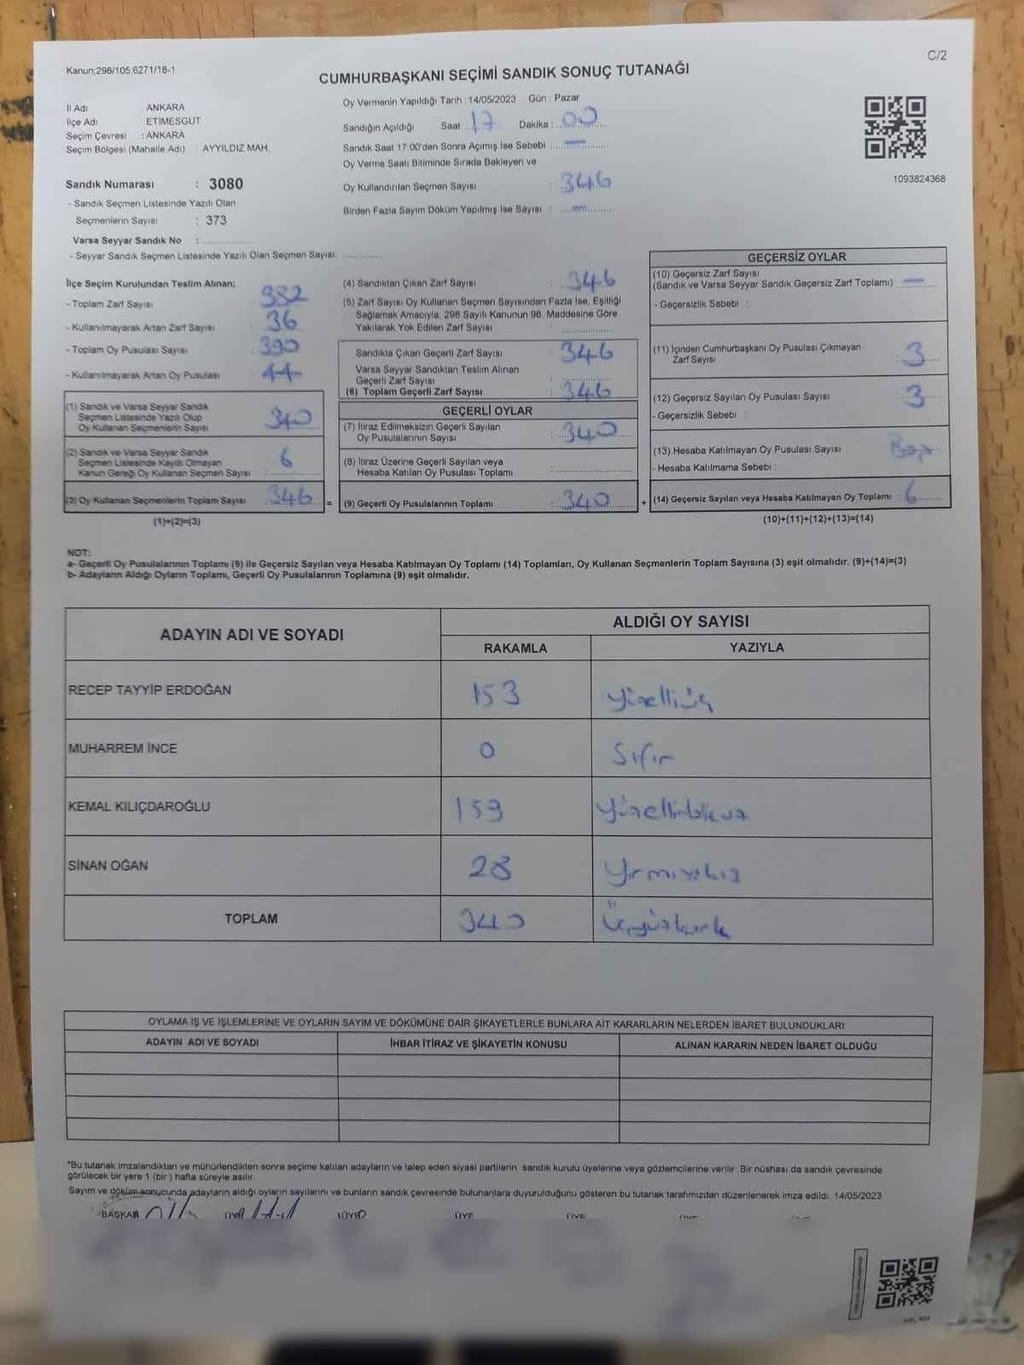 Kanun;298/105;6271/18-1
C/2
CUMHURBAŞKANI SEÇİMİ SANDIK SONUÇ TUTANAĞI
İl Adı ANKARA
İlçe Adı ETİMESGUT
Seçim Çevresi : ANKARA
Seçim Bölgesi (Mahalle Adı) : AYYILDIZ MAH.
Sandık Numarası : 3080
- Sandık Seçmen Listesinde Yazılı Olan
Seçmenlerin Sayısı : 373
Varsa Seyyar Sandık No :
- Seyyar Sandık Seçmen Listesinde Yazılı Olan Seçmen Sayısı:
Oy Vermenin Yapıldığı Tarih : 14/05/2023 Gün : Pazar
Sandığın Açıldığı Saat 17 Dakika : 00
Sandık Saat 17:00'den Sonra Açımış İse Sebebi : —
Oy Verme Saati Bitiminde Sırada Bekleyen ve
Oy Kullandırılan Seçmen Sayısı : 346
Birden Fazla Sayım Döküm Yapılmış İse Sayısı : —
1093824368
İlçe Seçim Kurulundan Teslim Alınan;
- Toplam Zarf Sayısı : 382
- Kullanılmayarak Artan Zarf Sayısı : 36
- Toplam Oy Pusulası Sayısı : 390
- Kullanılmayarak Artan Oy Pusulası : 44
(1) Sandık ve Varsa Seyyar Sandık
Seçmen Listesinde Yazılı Olup
Oy Kullanan Seçmenlerin Sayısı : 340
(2) Sandık ve Varsa Seyyar Sandık
Seçmen Listesinde Kayıtlı Olmayan
Kanun Gereği Oy Kullanan Seçmen Sayısı : 6
(3) Oy Kullanan Seçmenlerin Toplam Sayısı : 346
(1)+(2)=(3)
(4) Sandıktan Çıkan Zarf Sayısı : 346
(5) Zarf Sayısı Oy Kullanan Seçmen Sayısından Fazla İse, Eşitliği
Sağlamak Amacıyla; 298 Sayılı Kanunun 98. Maddesine Göre
Yakılarak Yok Edilen Zarf Sayısı
Sandıkta Çıkan Geçerli Zarf Sayısı : 346
Varsa Seyyar Sandıktan Teslim Alınan
Geçerli Zarf Sayısı
(6) Toplam Geçerli Zarf Sayısı : 346
GEÇERLİ OYLAR
(7) İtiraz Edilmeksizin Geçerli Sayılan
Oy Pusulalarının Sayısı : 340
(8) İtiraz Üzerine Geçerli Sayılan veya
Hesaba Katılan Oy Pusulası Toplamı
= (9) Geçerli Oy Pusulalarının Toplamı : 340
GEÇERSİZ OYLAR
(10) Geçersiz Zarf Sayısı
(Sandık ve Varsa Seyyar Sandık Geçersiz Zarf Toplamı) : —
- Geçersizlik Sebebi :
(11) İçinden Cumhurbaşkanı Oy Pusulası Çıkmayan
Zarf Sayısı : 3
(12) Geçersiz Sayılan Oy Pusulası Sayısı : 3
- Geçersizlik Sebebi :
(13) Hesaba Katılmayan Oy Pusulası Sayısı :
- Hesaba Katılmama Sebebi :
+ (14) Geçersiz Sayılan veya Hesaba Katılmayan Oy Toplamı : 6
(10)+(11)+(12)+(13)=(14)
NOT:
a- Geçerli Oy Pusulalarının Toplamı (9) ile Geçersiz Sayılan veya Hesaba Katılmayan Oy Toplamı (14) Toplamları, Oy Kullanan Seçmenlerin Toplam Sayısına (3) eşit olmalıdır. (9)+(14)=(3)
b- Adayların Aldığı Oyların Toplamı, Geçerli Oy Pusulalarının Toplamına (9) eşit olmalıdır.
ADAYIN ADI VE SOYADI ALDIĞI OY SAYISI
RAKAMLA YAZIYLA
RECEP TAYYİP ERDOĞAN 153 Yüzelliüç
MUHARREM İNCE 0 Sıfır
KEMAL KILIÇDAROĞLU 159 Yüzellidokuz
SİNAN OĞAN 28 Yirmisekiz
TOPLAM 340 Üçyüzkırk
OYLAMA İŞ VE İŞLEMLERİNE VE OYLARIN SAYIM VE DÖKÜMÜNE DAİR ŞİKAYETLERLE BUNLARA AİT KARARLARIN NELERDEN İBARET BULUNDUKLARI
ADAYIN ADI VE SOYADI İHBAR İTİRAZ VE ŞİKAYETİN KONUSU ALINAN KARARIN NEDEN İBARET OLDUĞU
"Bu tutanak imzalandıktan ve mühürlendikten sonra seçime katılan adayların ve talep eden siyasi partilerin sandık kurulu üyelerine veya gözlemcilerine verilir. Bir nüshası da sandık çevresinde
görülecek bir yere 1 (bir ) hafta süreyle asılır
Sayım ve döküm sonucunda adayların aldığı oyların sayılarını ve bunların sandık çevresinde bulunanlara duyurulduğunu gösteren bu tutanak tarafımızdan düzenlenerek imza edildi. 14/05/2023
BAŞKAN ÜYE ÜYE ÜYE